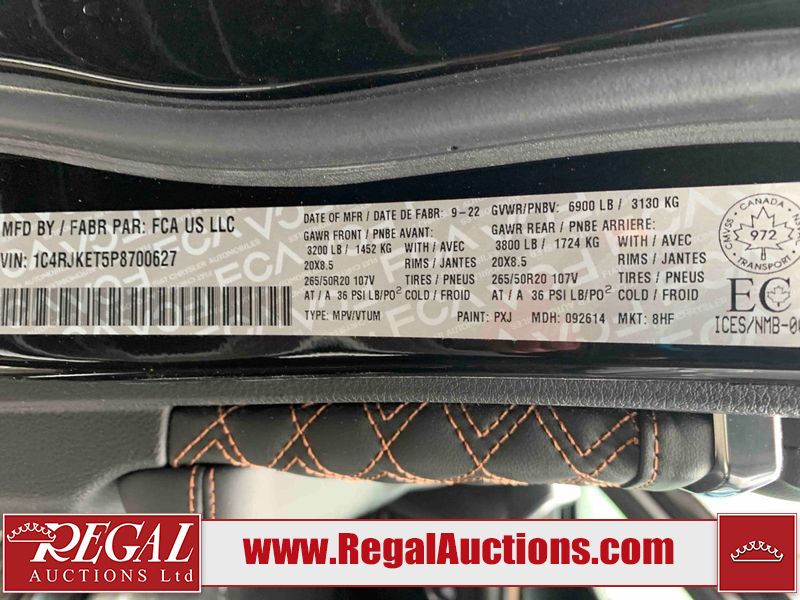 MFD BY / FABR PAR: FCA US LLC
DATE OF MFR / DATE DE FABR: 9-22
GVWR/PNBV: 6900 LB / 3130 KG
VIN: 1C4RJKET5P8700627
GAWR FRONT / PNBE AVANT:
3200 LB / 1452 KG WITH / AVEC
20X8.5 RIMS / JANTES
265/50R20 107V TIRES / PNEUS
AT / A 36 PSI LB/PO2 COLD / FROID
GAWR REAR / PNBE ARRIERE:
3800 LB / 1724 KG WITH / AVEC
20X8.5 RIMS / JANTES
265/50R20 107V TIRES / PNEUS
AT / A 36 PSI LB/PO2 COLD / FROID
TYPE: MPV/VTUM PAINT: PXJ MDH: 092614 MKT: 8HF
CANADA
CMVSS
972
TRANSPORT
EC
REGAL
AUCTIONS Ltd
www.RegalAuctions.com